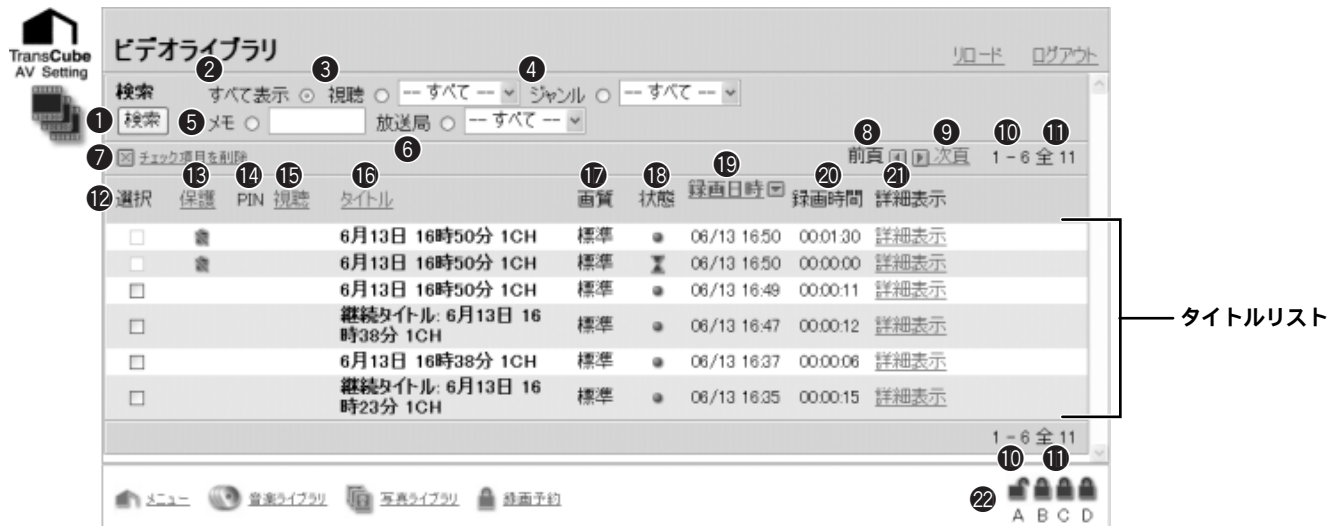 TransCube
AV Setting
ビデオライブラリ
リロード ログアウト
❷ ❸ ❹
検索 すべて表示 視聴 -- すべて -- ジャンル -- すべて --
❶ 検索 ❺ メモ 放送局 -- すべて --
❻ ❽ ❾ ❿ ⓫
❼ チェック項目を削除 前頁 次頁 1 - 6 全 11
⓭ ⓮ ⓯ ⓰ ⓱ ⓲ ⓳ ⓴ ㉑
⓬ 選択 保護 PIN 視聴 タイトル 画質 状態 録画日時 録画時間 詳細表示
6月13日 16時50分 1CH 標準 06/13 16:50 00:01:30 詳細表示
6月13日 16時50分 1CH 標準 06/13 16:50 00:00:00 詳細表示
6月13日 16時50分 1CH 標準 06/13 16:49 00:00:11 詳細表示
継続タイトル: 6月13日 16
時38分 1CH 標準 06/13 16:47 00:00:12 詳細表示
6月13日 16時38分 1CH 標準 06/13 16:37 00:00:06 詳細表示
継続タイトル: 6月13日 16
時23分 1CH 標準 06/13 16:35 00:00:15 詳細表示
タイトルリスト
1 - 6 全 11
❿ ⓫
メニュー 音楽ライブラリ 写真ライブラリ 録画予約 ㉒
A B C D